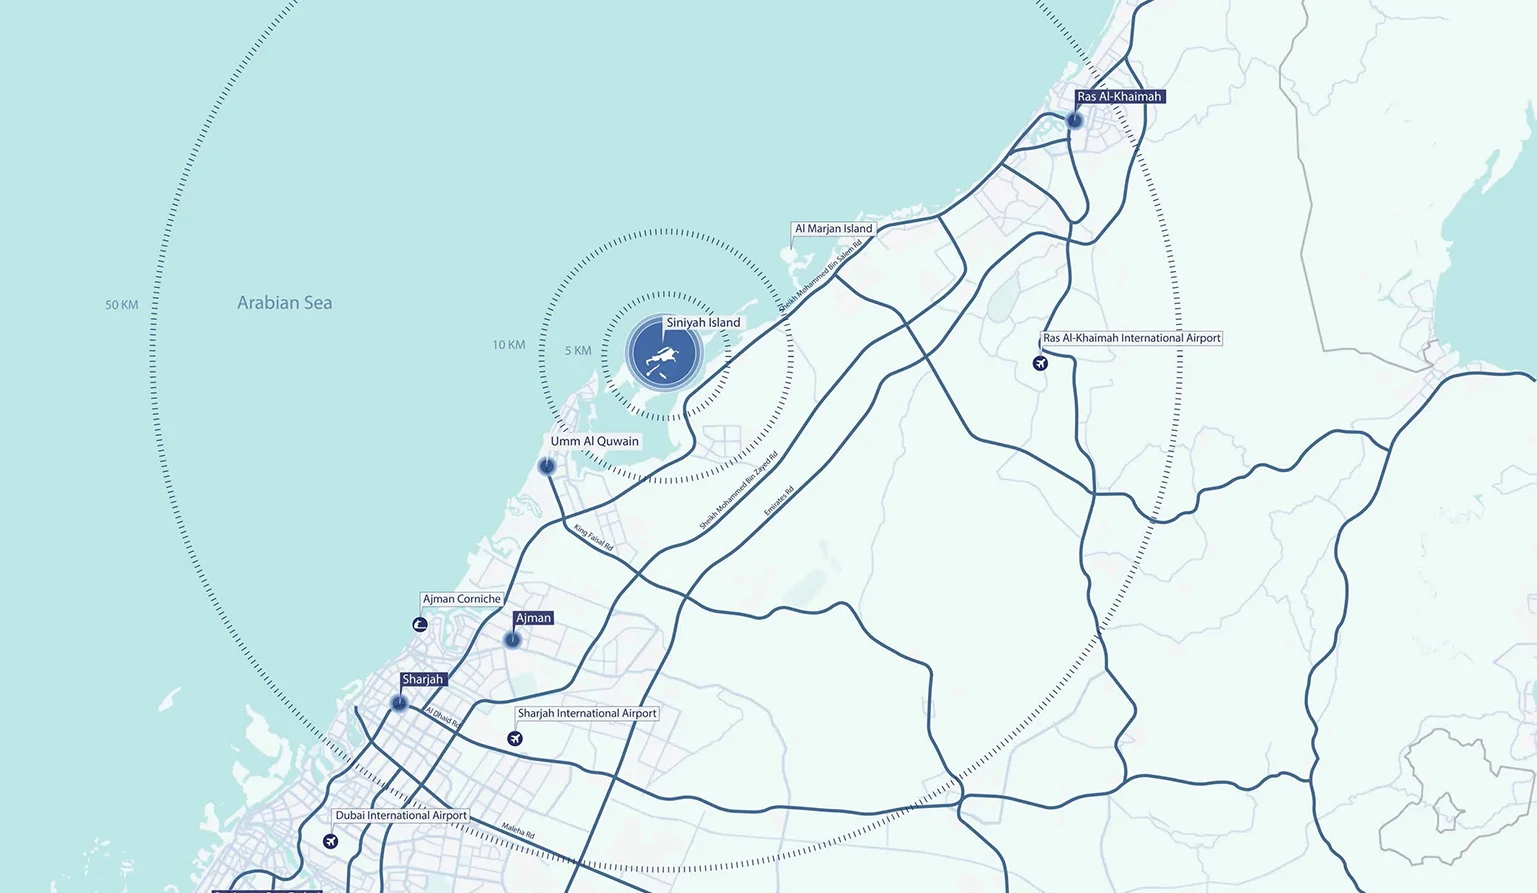 Ras Al-Khaimah
Al Marjan Island
Sheikh Mohammed Bin Salem Rd
50 KM
Arabian Sea
Siniyah Island
10 KM
5 KM
Ras Al-Khaimah International Airport
Umm Al Quwain
Sheikh Mohammed Bin Zayed Rd
Emirates Rd
King Faisal Rd
Ajman Corniche
Ajman
Sharjah
Al Dhaid Rd
Sharjah International Airport
Dubai International Airport
Maleha Rd